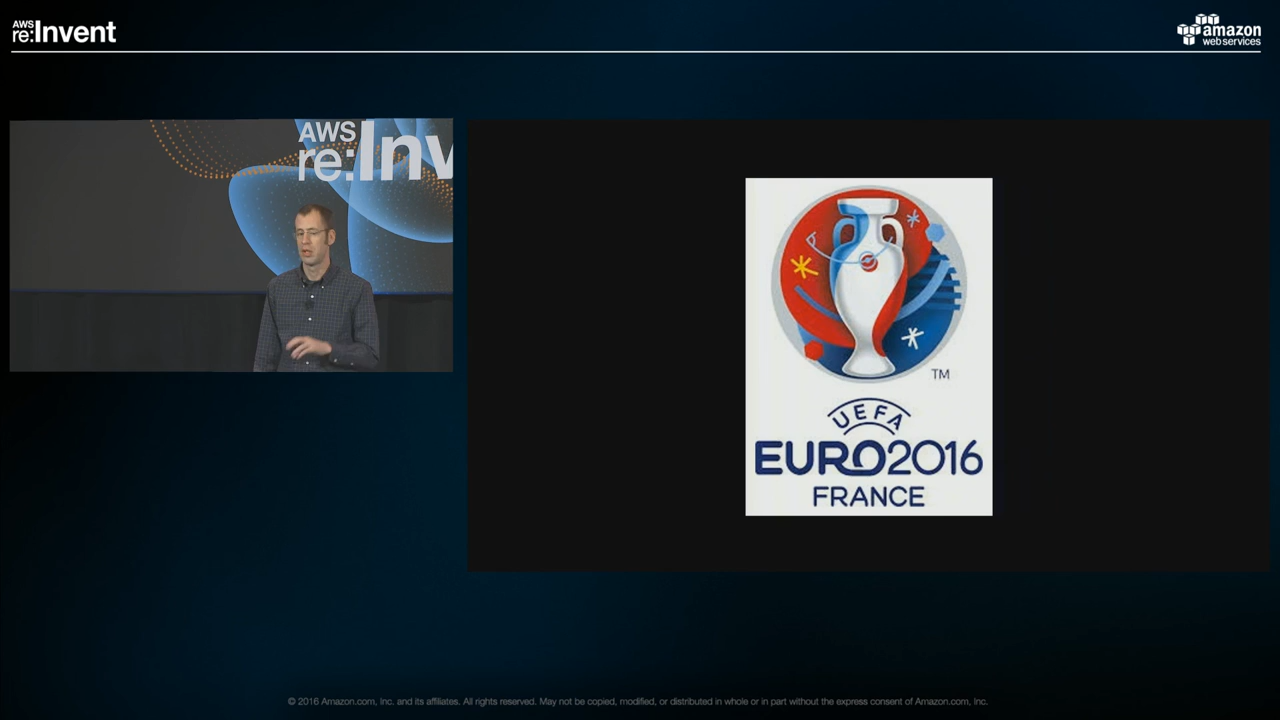 AWS
re:Invent
amazon
web services
AWS
re:Inv
TM
UEFA
EURO2016
FRANCE
© 2016 Amazon.com, Inc. and its affiliates. All rights reserved. May not be copied, modified, or distributed in whole or in part without the express consent of Amazon.com, Inc.